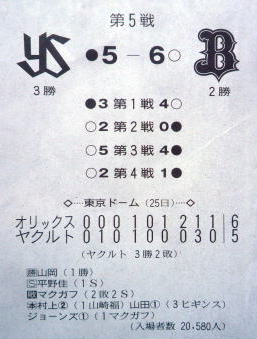 第5戦
YS ●5－6○ B
3勝 2勝
●3第1戦4○
○2第2戦0●
○5第3戦4●
○2第4戦1●
◇…東京ドーム（25日）…◇
オリックス 000 101 211｜6
ヤクルト 010 100 030｜5
（ヤクルト3勝2敗）
勝山岡（1勝）
S平野佳（1S）
敗マクガフ（2敗2S）
本村上②（1山﨑福）山田①（3ヒギンス）
ジョーンズ①（1マクガフ）
（入場者数20,580人）